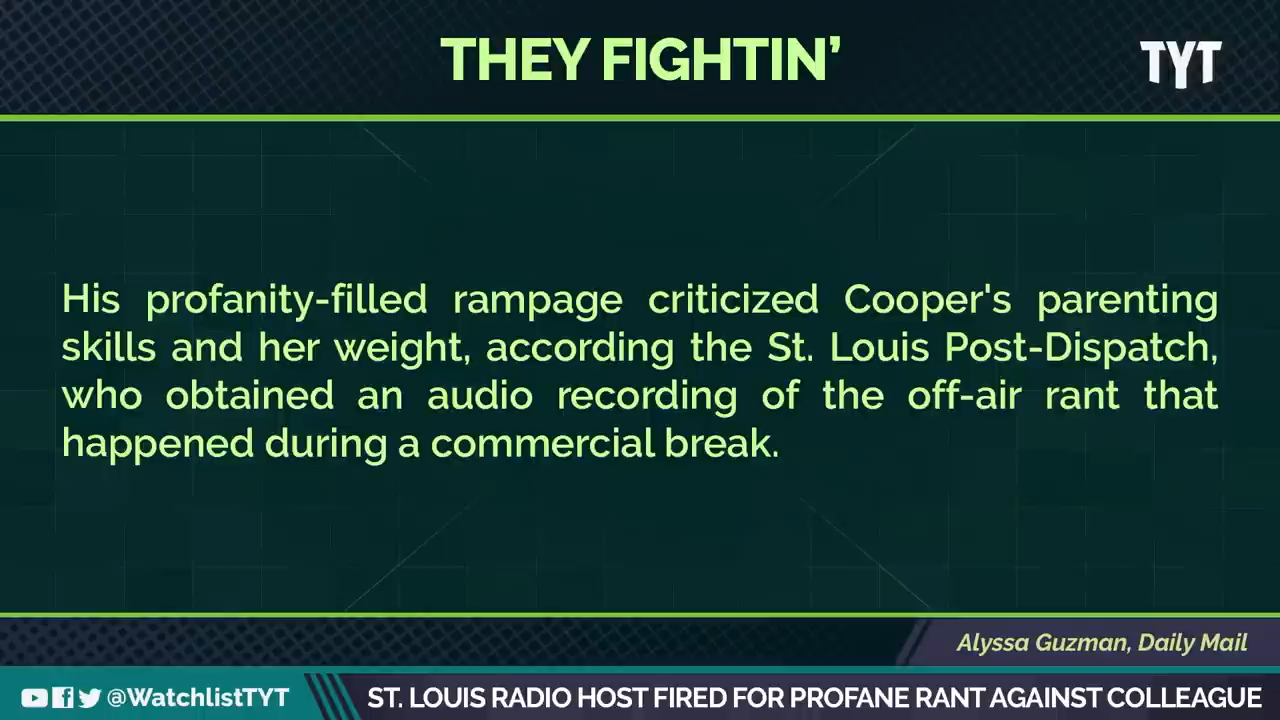 THEY FIGHTIN’
TYT
His profanity-filled rampage criticized Cooper's parenting
skills and her weight, according the St. Louis Post-Dispatch,
who obtained an audio recording of the off-air rant that
happened during a commercial break.
Alyssa Guzman, Daily Mail
@WatchlistTYT
ST. LOUIS RADIO HOST FIRED FOR PROFANE RANT AGAINST COLLEAGUE